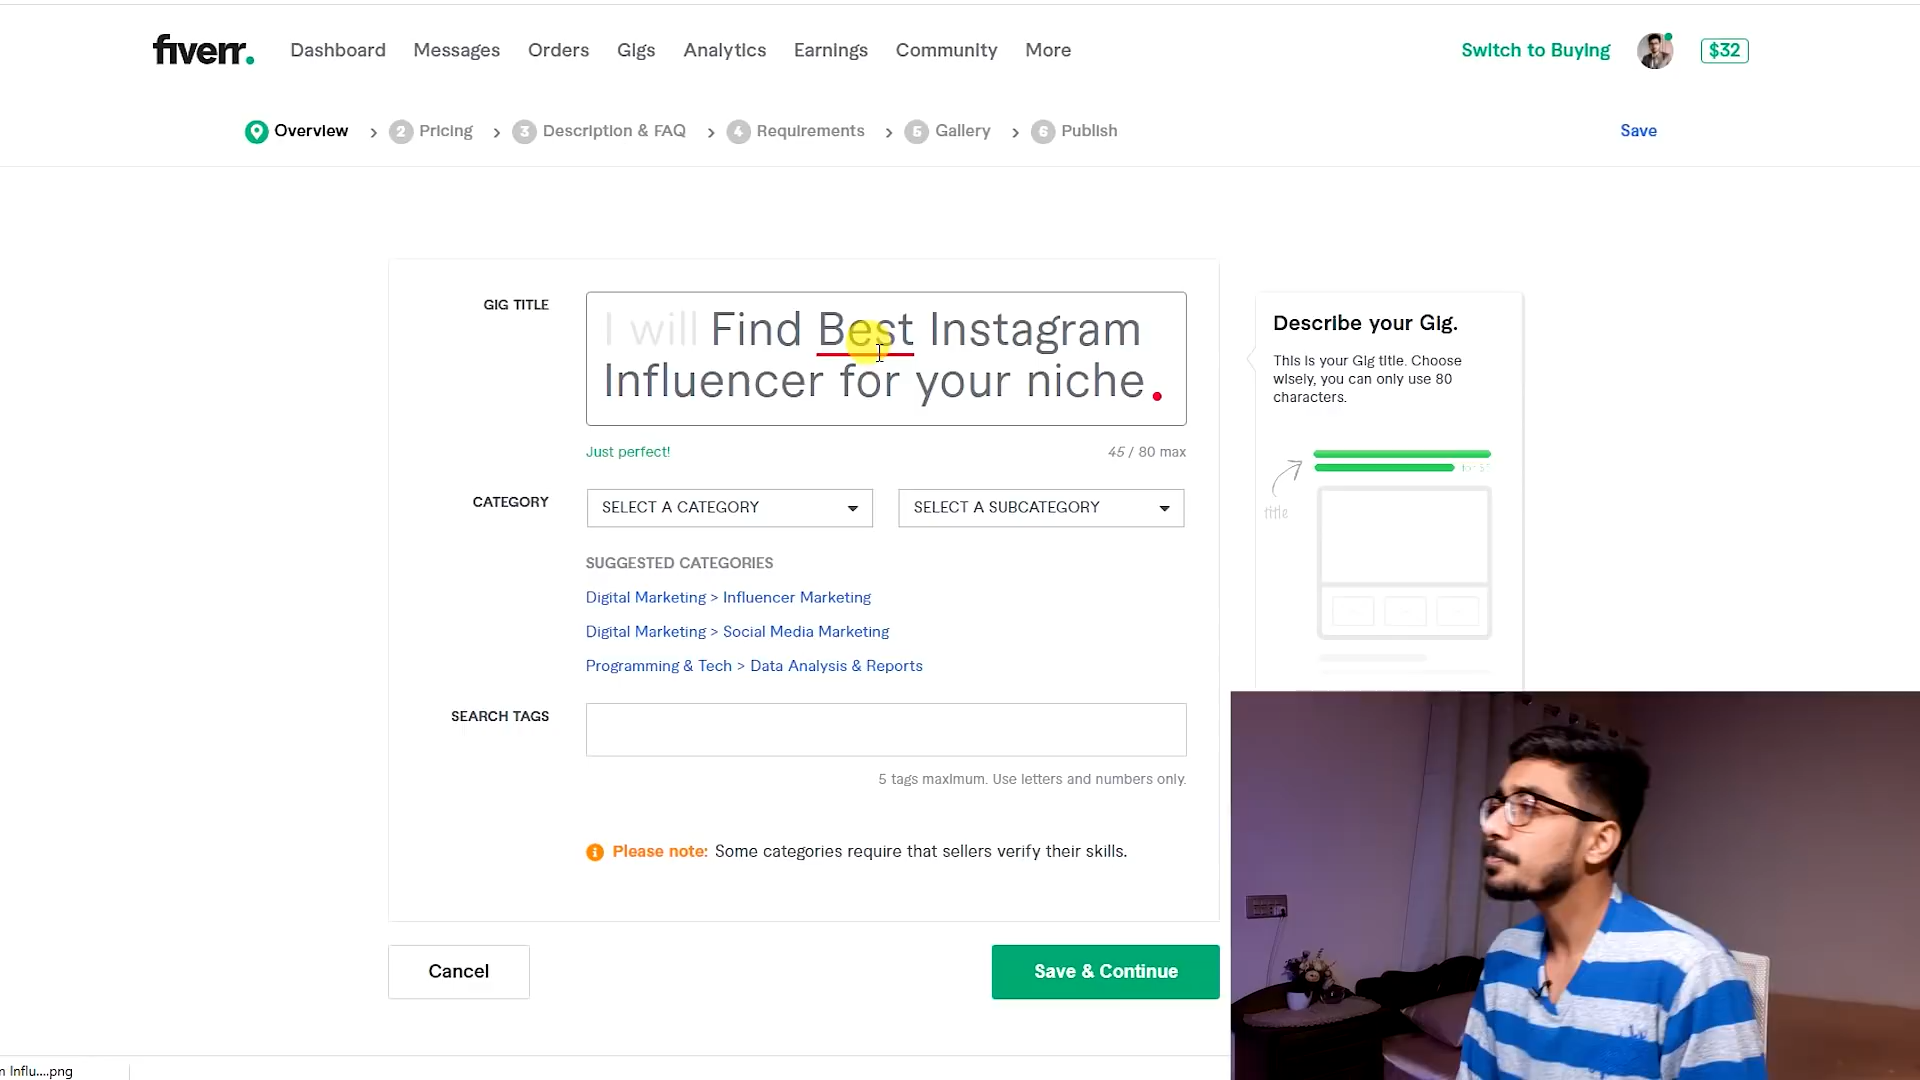 fiverr.
Dashboard Messages Orders Gigs Analytics Earnings Community More
Switch to Buying
$32
Overview
2 Pricing
3 Description & FAQ
4 Requirements
5 Gallery
6 Publish
Save
GIG TITLE
I will Find Best Instagram
Influencer for your niche
Just perfect!
45 / 80 max
CATEGORY
SELECT A CATEGORY
SELECT A SUBCATEGORY
SUGGESTED CATEGORIES
Digital Marketing > Influencer Marketing
Digital Marketing > Social Media Marketing
Programming & Tech > Data Analysis & Reports
SEARCH TAGS
5 tags maximum. Use letters and numbers only.
Please note: Some categories require that sellers verify their skills.
Cancel
Save & Continue
Describe your Gig.
This is your Gig title. Choose
wisely, you can only use 80
characters.
title
n Influ....png